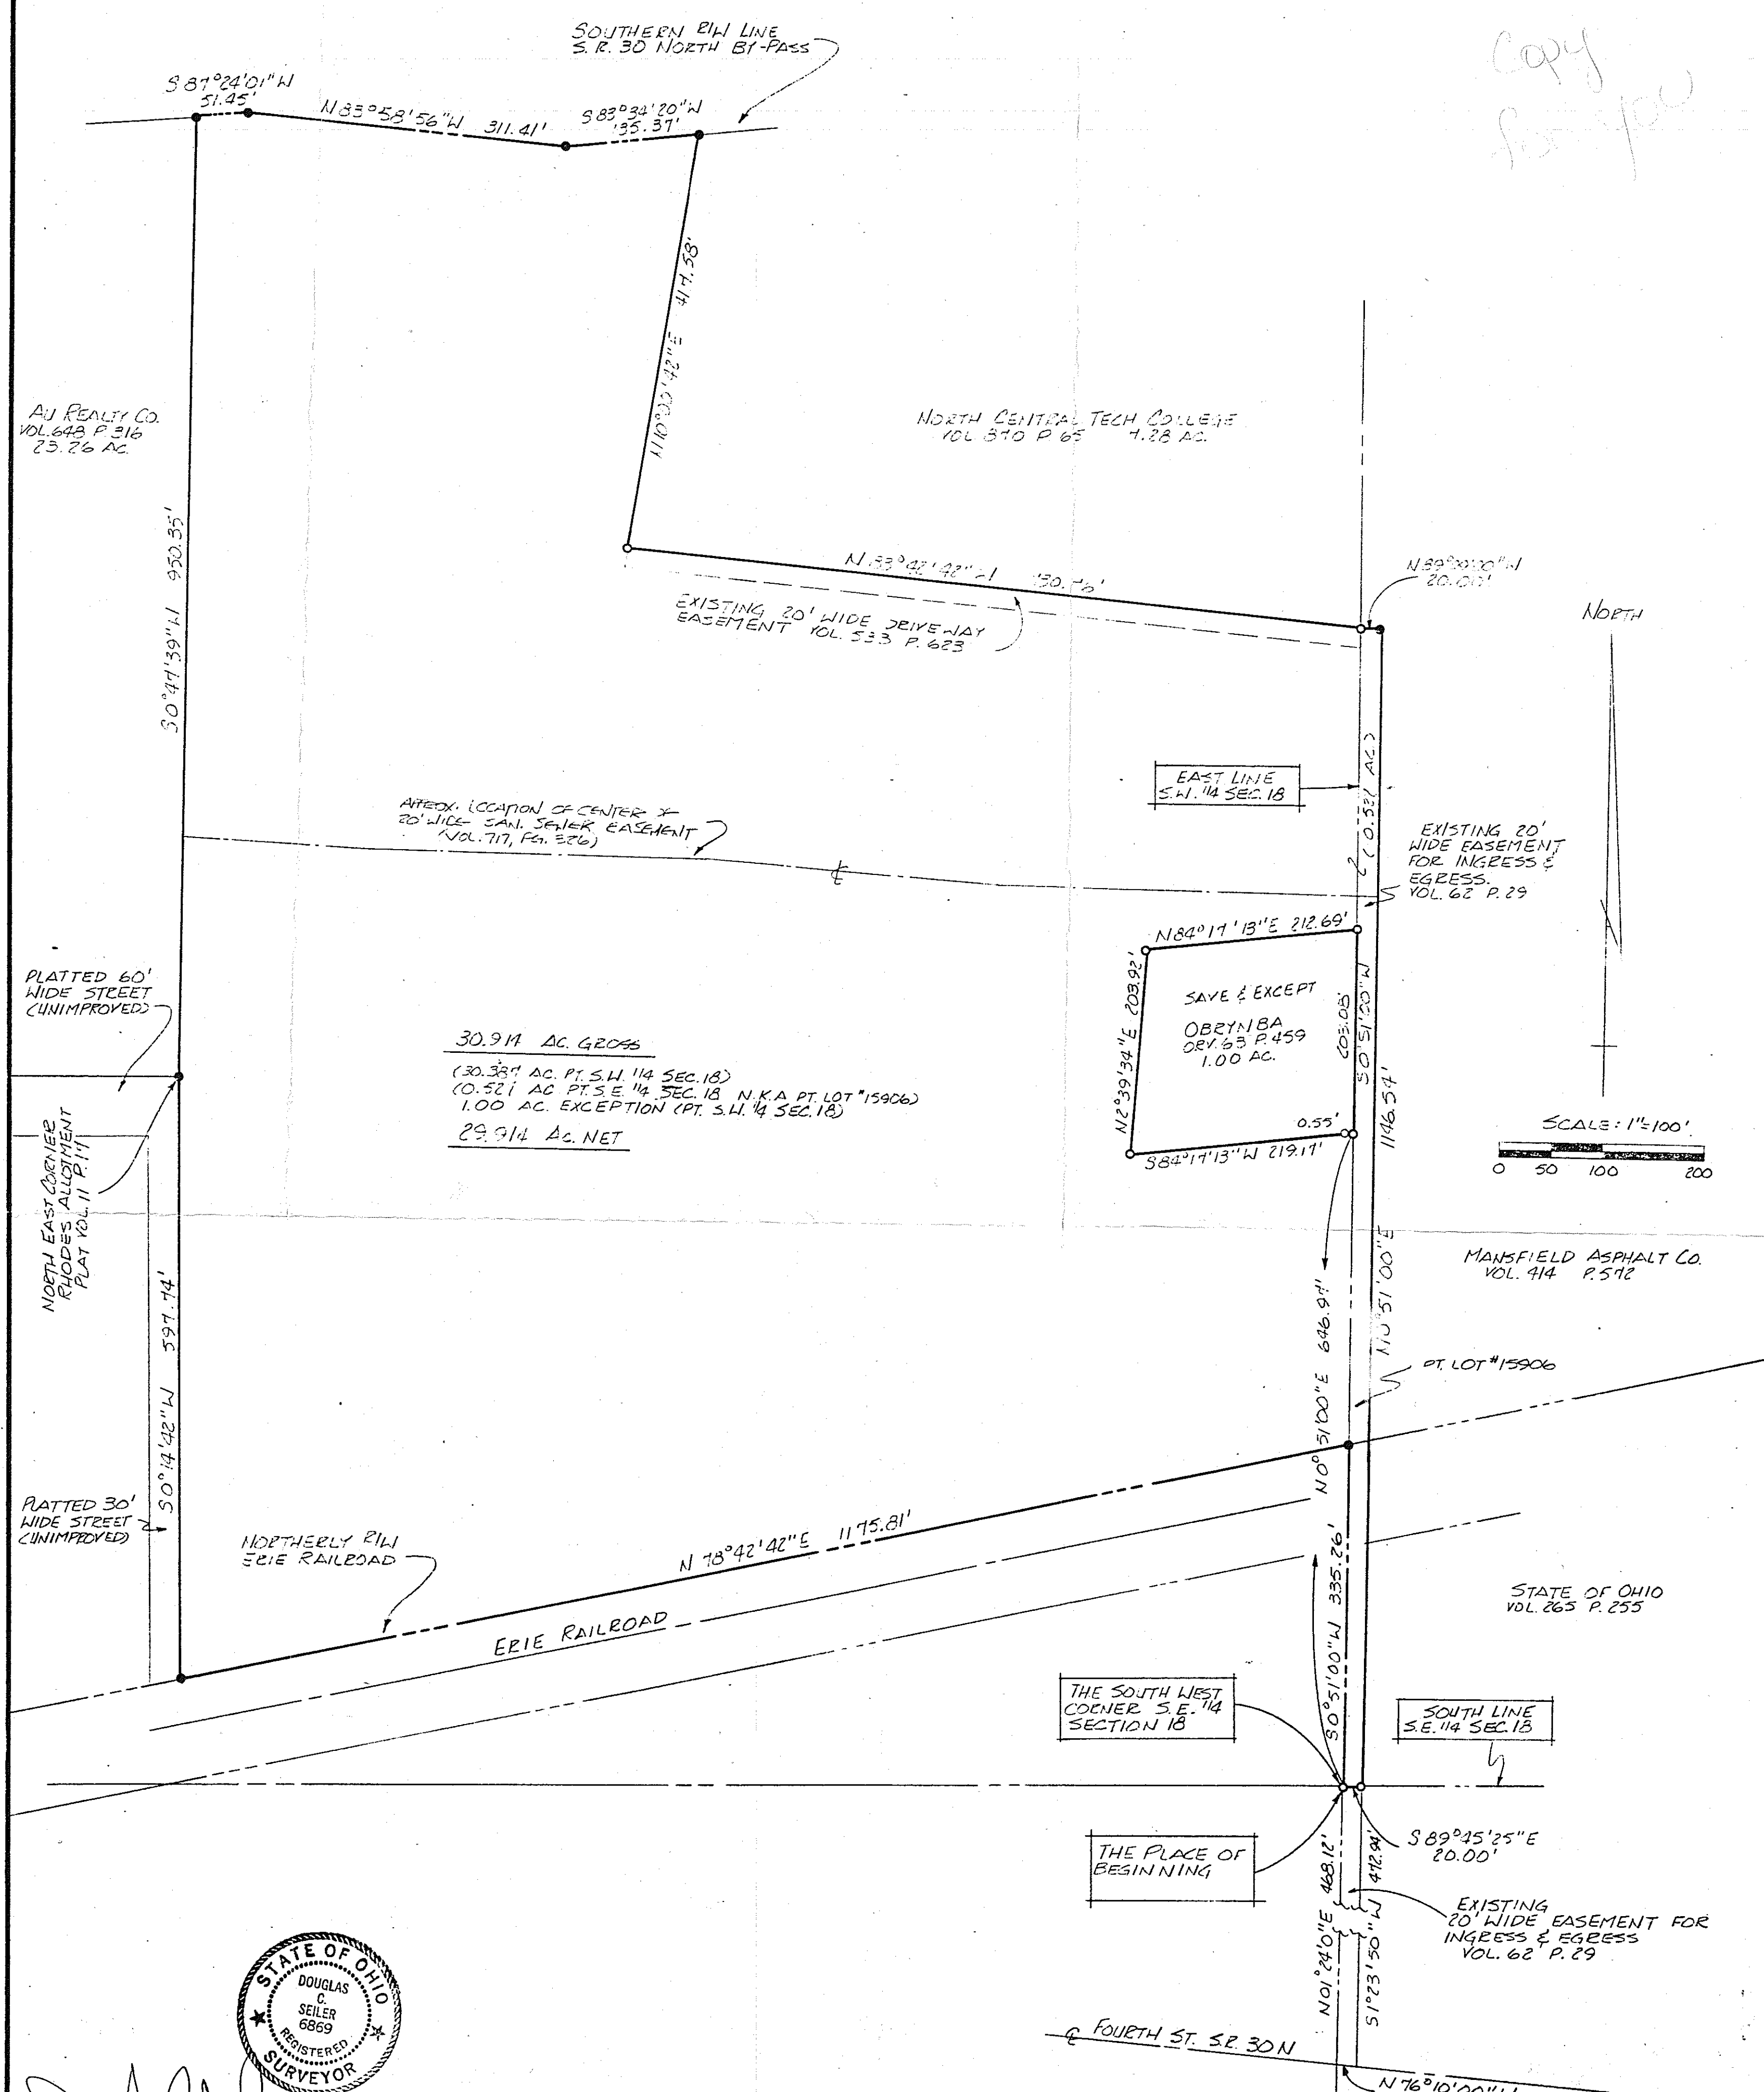 Copy
SOUTHERN R/W LINE
S.R. 30 NORTH BY-PASS
S 87°24'01" W
51.45'
N 83°58'56" W 311.41'
S 83°34'20" W
135.37'
417.58'
AU REALTY CO.
VOL. 648 P. 316
23.26 AC.
NORTH CENTRAL TECH COLLEGE
VOL 370 P 65 7.28 AC.
S 0°47'39" W 950.35'
N 83°42'42" W
N 89°00'00" W
20.00'
EXISTING 20' WIDE DRIVEWAY
EASEMENT VOL. 533 P. 623
NORTH
EAST LINE
S.W. 1/4 SEC. 18
APPROX. LOCATION OF CENTER OF
20' WIDE SAN. SEWER EASEMENT
(VOL. 717, PG. 326)
EXISTING 20'
WIDE EASEMENT
FOR INGRESS &
EGRESS.
VOL. 62 P. 29
N 84°17'13" E 212.69'
N 2°39'34" E 203.92'
SAVE & EXCEPT
OBRYNBA
ORV. 63 P. 459
1.00 AC.
203.03'
S 0°51'00" W
1146.54'
N 0°51'00" E
0.55'
S 84°17'13" W 219.17'
PLATTED 60'
WIDE STREET
(UNIMPROVED)
30.914 AC. GROSS
(30.387 AC. PT. S.W. 1/4 SEC. 18)
(0.527 AC PT. S.E. 1/4 SEC. 18 N.K.A PT. LOT #15906)
1.00 AC. EXCEPTION (PT. S.W. 1/4 SEC. 18)
29.914 AC. NET
SCALE: 1"=100'
0 50 100 200
NORTH EAST CORNER
RHODES ALLOTMENT
PLAT VOL. 11 P. 17
MANSFIELD ASPHALT CO.
VOL. 414 P. 572
S 0°14'42" W 597.74'
N 0°51'00" E 646.97'
PT. LOT #15906
PLATTED 30'
WIDE STREET
(UNIMPROVED)
NORTHERLY R/W
ERIE RAILROAD
N 78°42'42" E 1175.81'
ERIE RAILROAD
S 0°51'00" W 335.26'
STATE OF OHIO
VOL. 265 P. 255
THE SOUTH WEST
CORNER S.E. 1/4
SECTION 18
SOUTH LINE
S.E. 1/4 SEC. 18
THE PLACE OF
BEGINNING
S 89°45'25" E
20.00'
N 01°24'0" E 468.12'
S 1°23'50" W 472.94'
EXISTING
20' WIDE EASEMENT FOR
INGRESS & EGRESS
VOL. 62 P. 29
STATE OF OHIO
DOUGLAS
C.
SEILER
6869
REGISTERED
SURVEYOR
℄ FOURTH ST. S.R. 30 N
N 76°10'00" W